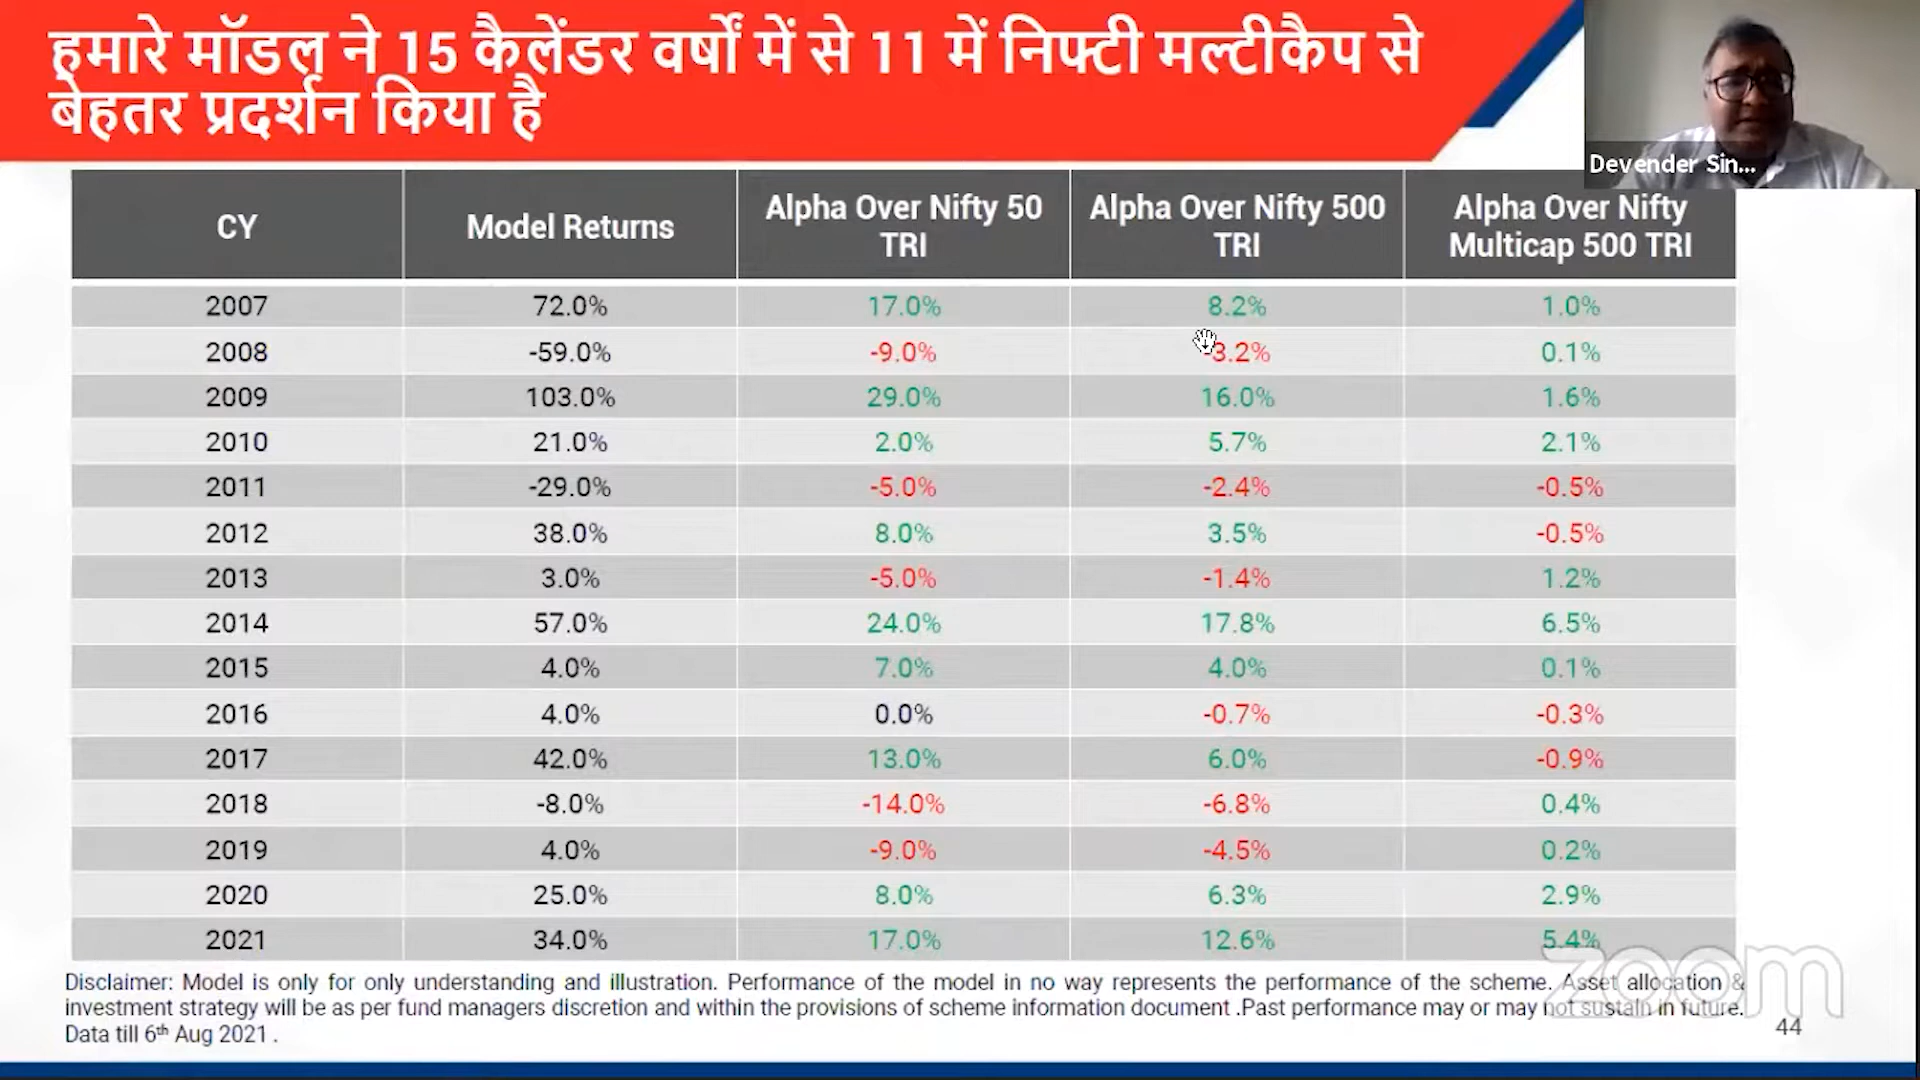 हमारे मॉडल ने 15 कैलेंडर वर्षों में से 11 में निफ्टी मल्टीकैप से
बेहतर प्रदर्शन किया है
Devender Sin...
CY Model Returns Alpha Over Nifty 50 TRI Alpha Over Nifty 500 TRI Alpha Over Nifty Multicap 500 TRI
2007 72.0% 17.0% 8.2% 1.0%
2008 -59.0% -9.0% -3.2% 0.1%
2009 103.0% 29.0% 16.0% 1.6%
2010 21.0% 2.0% 5.7% 2.1%
2011 -29.0% -5.0% -2.4% -0.5%
2012 38.0% 8.0% 3.5% -0.5%
2013 3.0% -5.0% -1.4% 1.2%
2014 57.0% 24.0% 17.8% 6.5%
2015 4.0% 7.0% 4.0% 0.1%
2016 4.0% 0.0% -0.7% -0.3%
2017 42.0% 13.0% 6.0% -0.9%
2018 -8.0% -14.0% -6.8% 0.4%
2019 4.0% -9.0% -4.5% 0.2%
2020 25.0% 8.0% 6.3% 2.9%
2021 34.0% 17.0% 12.6% 5.4%
Disclaimer: Model is only for only understanding and illustration. Performance of the model in no way represents the performance of the scheme. Asset allocation &
investment strategy will be as per fund managers discretion and within the provisions of scheme information document .Past performance may or may not sustain in future.
Data till 6th Aug 2021 .
zoom
44